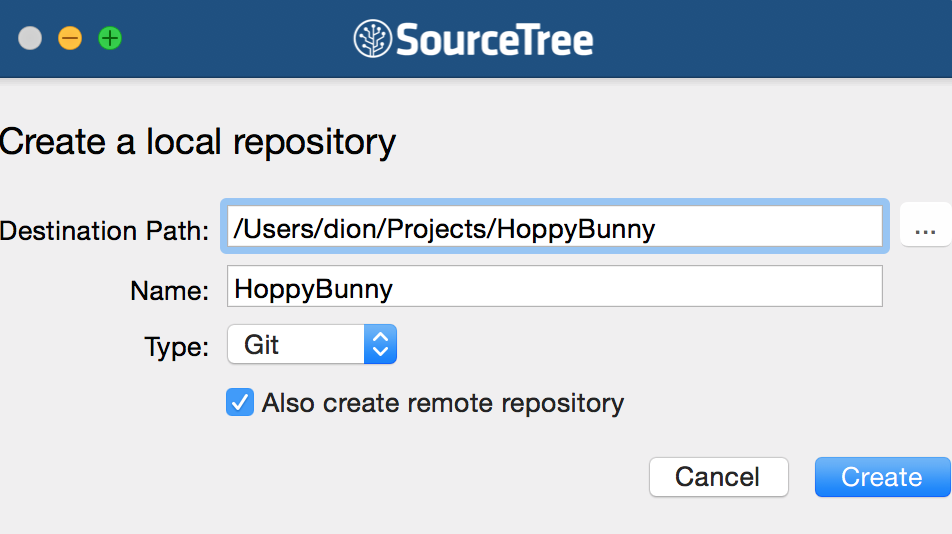 SourceTree
Create a local repository
Destination Path: /Users/dion/Projects/HoppyBunny ...
Name: HoppyBunny
Type: Git
Also create remote repository
Cancel Create